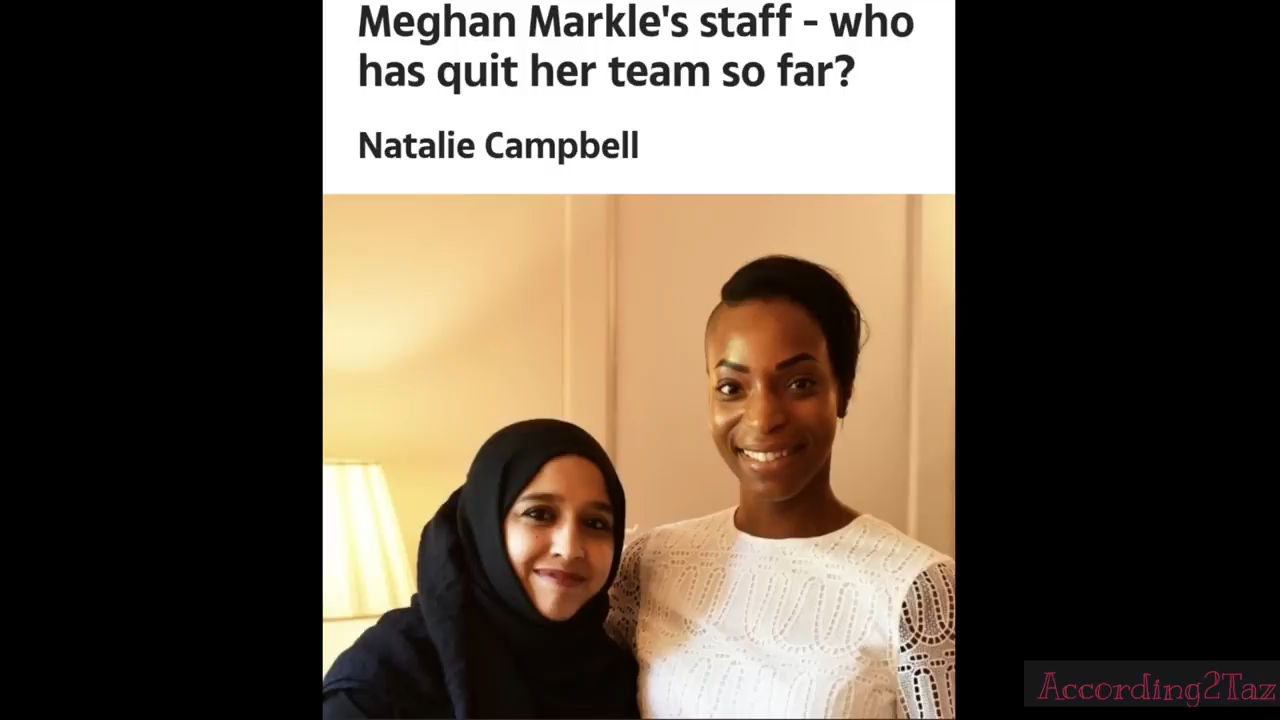 Meghan Markle's staff - who
has quit her team so far?
Natalie Campbell
According2Taz